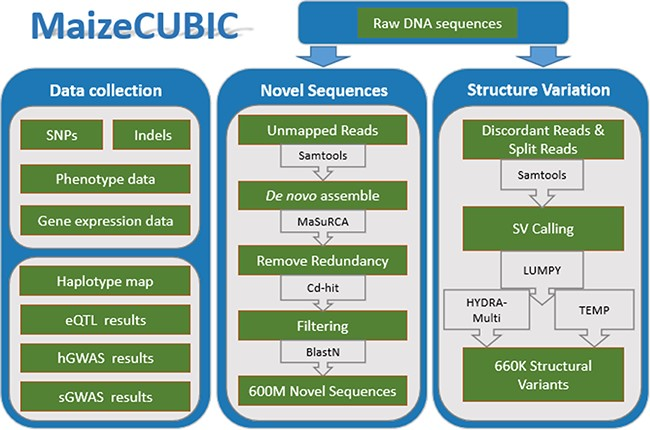 MaizeCUBIC
Raw DNA sequences
Data collection
SNPs
Indels
Phenotype data
Gene expression data
Haplotype map
eQTL results
hGWAS results
sGWAS results
Novel Sequences
Unmapped Reads
Samtools
De novo assemble
MaSuRCA
Remove Redundancy
Cd-hit
Filtering
BlastN
600M Novel Sequences
Structure Variation
Discordant Reads &
Split Reads
Samtools
SV Calling
LUMPY
HYDRA-
Multi
TEMP
660K Structural
Variants